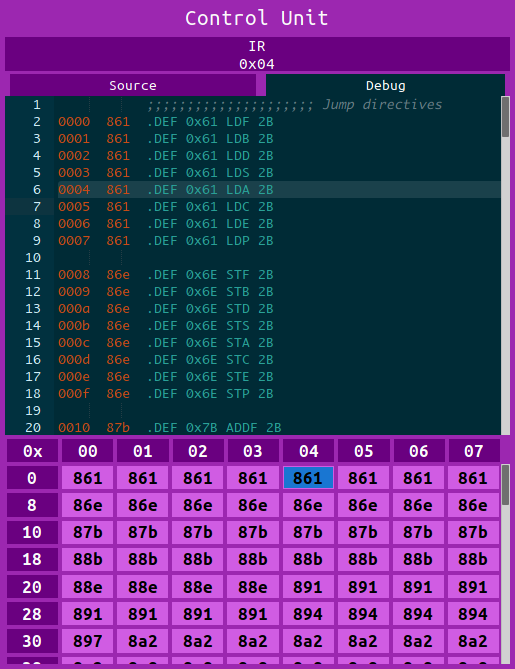 Control Unit
IR
0x04
Source Debug
1 ;;;;;;;;;;;;;;;;;;;;; Jump directives
2 0000 861 .DEF 0x61 LDF 2B
3 0001 861 .DEF 0x61 LDB 2B
4 0002 861 .DEF 0x61 LDD 2B
5 0003 861 .DEF 0x61 LDS 2B
6 0004 861 .DEF 0x61 LDA 2B
7 0005 861 .DEF 0x61 LDC 2B
8 0006 861 .DEF 0x61 LDE 2B
9 0007 861 .DEF 0x61 LDP 2B
10
11 0008 86e .DEF 0x6E STF 2B
12 0009 86e .DEF 0x6E STB 2B
13 000a 86e .DEF 0x6E STD 2B
14 000b 86e .DEF 0x6E STS 2B
15 000c 86e .DEF 0x6E STA 2B
16 000d 86e .DEF 0x6E STC 2B
17 000e 86e .DEF 0x6E STE 2B
18 000f 86e .DEF 0x6E STP 2B
19
20 0010 87b .DEF 0x7B ADDF 2B
0x 00 01 02 03 04 05 06 07
0 861 861 861 861 861 861 861 861
8 86e 86e 86e 86e 86e 86e 86e 86e
10 87b 87b 87b 87b 87b 87b 87b 87b
18 88b 88b 88b 88b 88b 88b 88b 88b
20 88e 88e 88e 88e 891 891 891 891
28 891 891 891 891 894 894 894 894
30 897 8a2 8a2 8a2 8a2 8a2 8a2 8a2